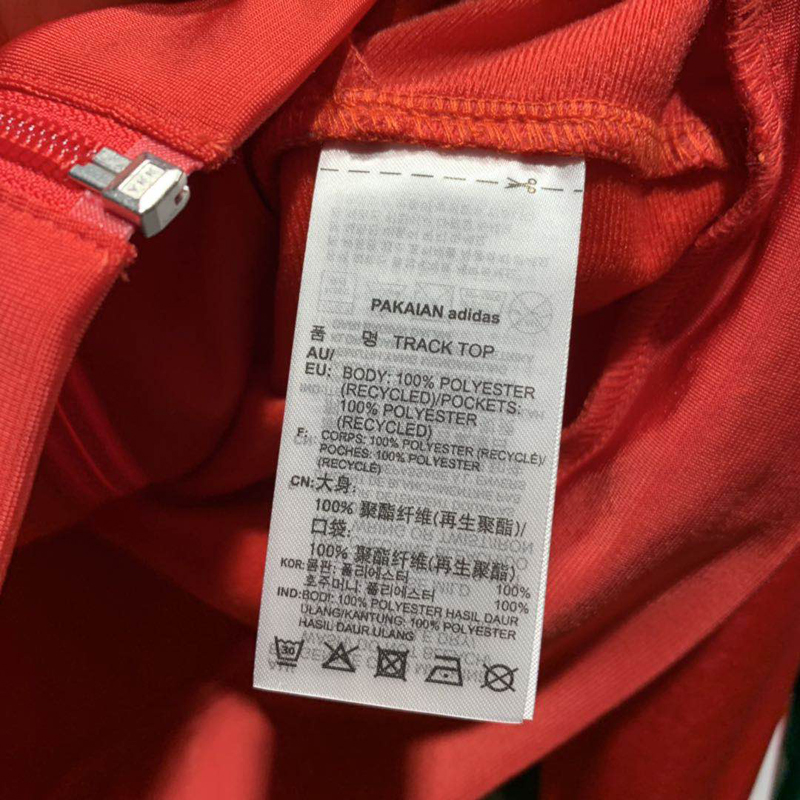 YKK
PAKAIAN adidas
품 명 TRACK TOP
AU/
EU: BODY: 100% POLYESTER
(RECYCLED)/POCKETS:
100% POLYESTER
(RECYCLED)
F: CORPS: 100% POLYESTER (RECYCLÉ)/
POCHES: 100% POLYESTER
(RECYCLÉ)
CN: 大身:
100% 聚酯纤维(再生聚酯)/
口袋:
100% 聚酯纤维(再生聚酯)
KOR: 몸판: 폴리에스터 100%
호주머니: 폴리에스터 100%
IND: BODI: 100% POLYESTER HASIL DAUR
ULANG/KANTUNG: 100% POLYESTER
HASIL DAUR ULANG
30